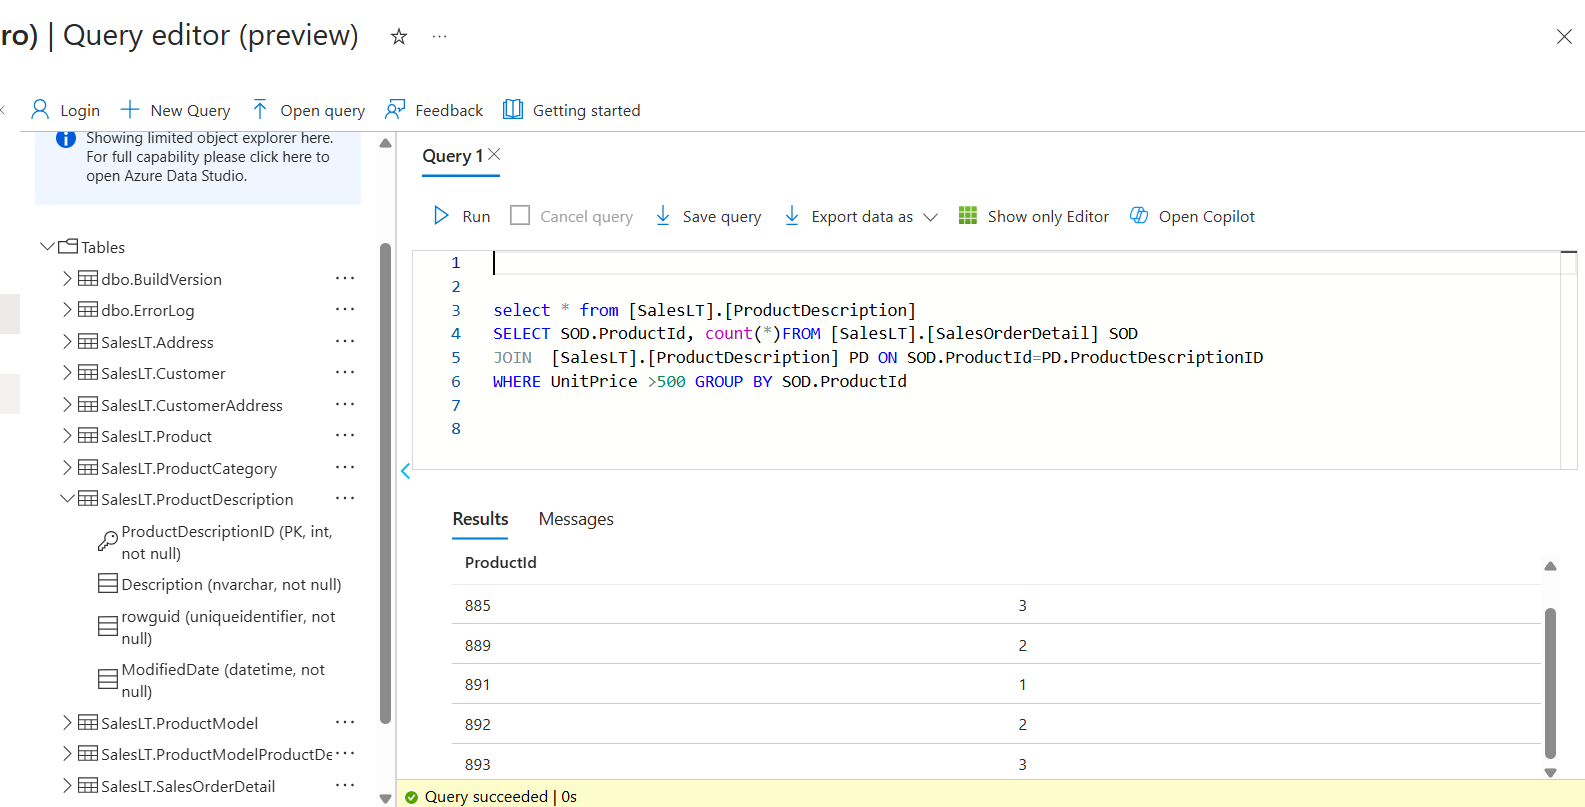 ro) | Query editor (preview)
Login
New Query
Open query
Feedback
Getting started
Showing limited object explorer here.
For full capability please click here to
open Azure Data Studio.
Tables
dbo.BuildVersion
dbo.ErrorLog
SalesLT.Address
SalesLT.Customer
SalesLT.CustomerAddress
SalesLT.Product
SalesLT.ProductCategory
SalesLT.ProductDescription
ProductDescriptionID (PK, int,
not null)
Description (nvarchar, not null)
rowguid (uniqueidentifier, not
null)
ModifiedDate (datetime, not
null)
SalesLT.ProductModel
SalesLT.ProductModelProductDe
SalesLT.SalesOrderDetail
Query 1
Run
Cancel query
Save query
Export data as
Show only Editor
Open Copilot
1
2
3 select * from [SalesLT].[ProductDescription]
4 SELECT SOD.ProductId, count(*)FROM [SalesLT].[SalesOrderDetail] SOD
5 JOIN  [SalesLT].[ProductDescription] PD ON SOD.ProductId=PD.ProductDescriptionID
6 WHERE UnitPrice >500 GROUP BY SOD.ProductId
7
8
Results
Messages
ProductId
885 3
889 2
891 1
892 2
893 3
Query succeeded | 0s